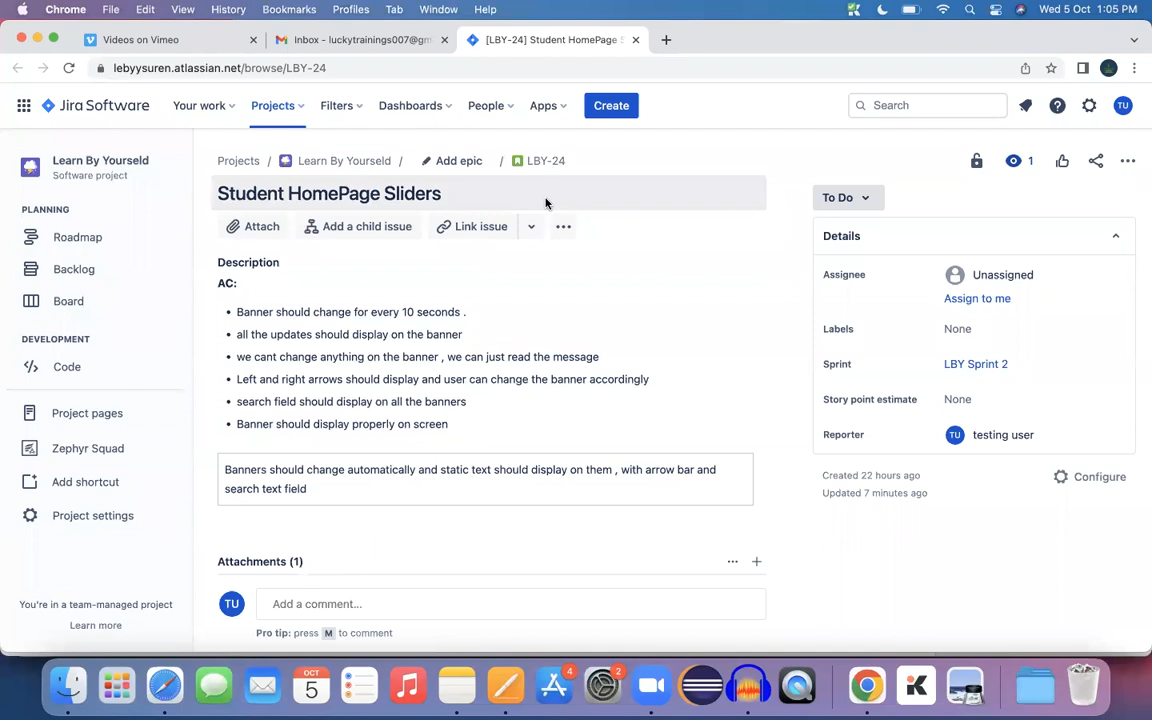 Chrome File Edit View History Bookmarks Profiles Tab Window Help Wed 5 Oct 1:05 PM
Videos on Vimeo
Inbox - luckytrainings007@gm
[LBY-24] Student HomePage S
lebyysuren.atlassian.net/browse/LBY-24
Jira Software Your work Projects Filters Dashboards People Apps Create Search TU
Learn By Yourseld
Software project
PLANNING
Roadmap
Backlog
Board
DEVELOPMENT
Code
Project pages
Zephyr Squad
Add shortcut
Project settings
You're in a team-managed project
Learn more
Projects / Learn By Yourseld / Add epic / LBY-24
1
Student HomePage Sliders
Attach Add a child issue Link issue
Description
AC:
• Banner should change for every 10 seconds .
• all the updates should display on the banner
• we cant change anything on the banner , we can just read the message
• Left and right arrows should display and user can change the banner accordingly
• search field should display on all the banners
• Banner should display properly on screen
Banners should change automatically and static text should display on them , with arrow bar and
search text field
Attachments (1)
TU Add a comment...
Pro tip: press M to comment
To Do
Details
Assignee Unassigned
Assign to me
Labels None
Sprint LBY Sprint 2
Story point estimate None
Reporter TU testing user
Created 22 hours ago Configure
Updated 7 minutes ago
OCT
5
4
2